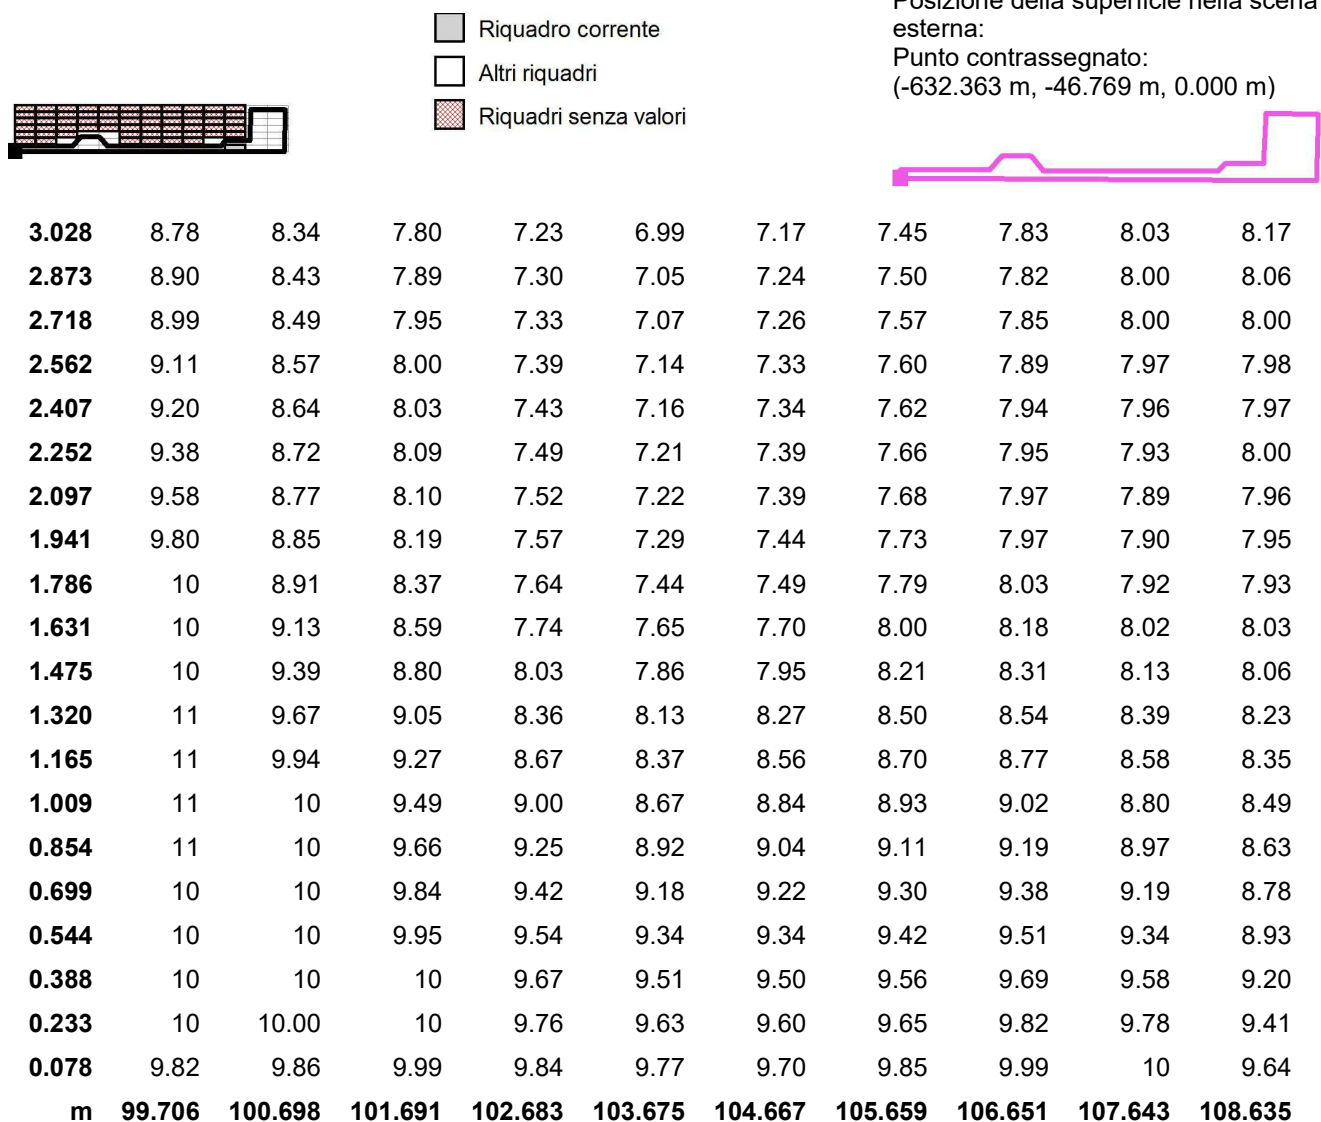 Riquadro corrente
Altri riquadri
Riquadri senza valori
Posizione della superficie nella scena
esterna:
Punto contrassegnato:
(-632.363 m, -46.769 m, 0.000 m)
3.028 8.78 8.34 7.80 7.23 6.99 7.17 7.45 7.83 8.03 8.17
2.873 8.90 8.43 7.89 7.30 7.05 7.24 7.50 7.82 8.00 8.06
2.718 8.99 8.49 7.95 7.33 7.07 7.26 7.57 7.85 8.00 8.00
2.562 9.11 8.57 8.00 7.39 7.14 7.33 7.60 7.89 7.97 7.98
2.407 9.20 8.64 8.03 7.43 7.16 7.34 7.62 7.94 7.96 7.97
2.252 9.38 8.72 8.09 7.49 7.21 7.39 7.66 7.95 7.93 8.00
2.097 9.58 8.77 8.10 7.52 7.22 7.39 7.68 7.97 7.89 7.96
1.941 9.80 8.85 8.19 7.57 7.29 7.44 7.73 7.97 7.90 7.95
1.786 10 8.91 8.37 7.64 7.44 7.49 7.79 8.03 7.92 7.93
1.631 10 9.13 8.59 7.74 7.65 7.70 8.00 8.18 8.02 8.03
1.475 10 9.39 8.80 8.03 7.86 7.95 8.21 8.31 8.13 8.06
1.320 11 9.67 9.05 8.36 8.13 8.27 8.50 8.54 8.39 8.23
1.165 11 9.94 9.27 8.67 8.37 8.56 8.70 8.77 8.58 8.35
1.009 11 10 9.49 9.00 8.67 8.84 8.93 9.02 8.80 8.49
0.854 11 10 9.66 9.25 8.92 9.04 9.11 9.19 8.97 8.63
0.699 10 10 9.84 9.42 9.18 9.22 9.30 9.38 9.19 8.78
0.544 10 10 9.95 9.54 9.34 9.34 9.42 9.51 9.34 8.93
0.388 10 10 10 9.67 9.51 9.50 9.56 9.69 9.58 9.20
0.233 10 10.00 10 9.76 9.63 9.60 9.65 9.82 9.78 9.41
0.078 9.82 9.86 9.99 9.84 9.77 9.70 9.85 9.99 10 9.64
m 99.706 100.698 101.691 102.683 103.675 104.667 105.659 106.651 107.643 108.635